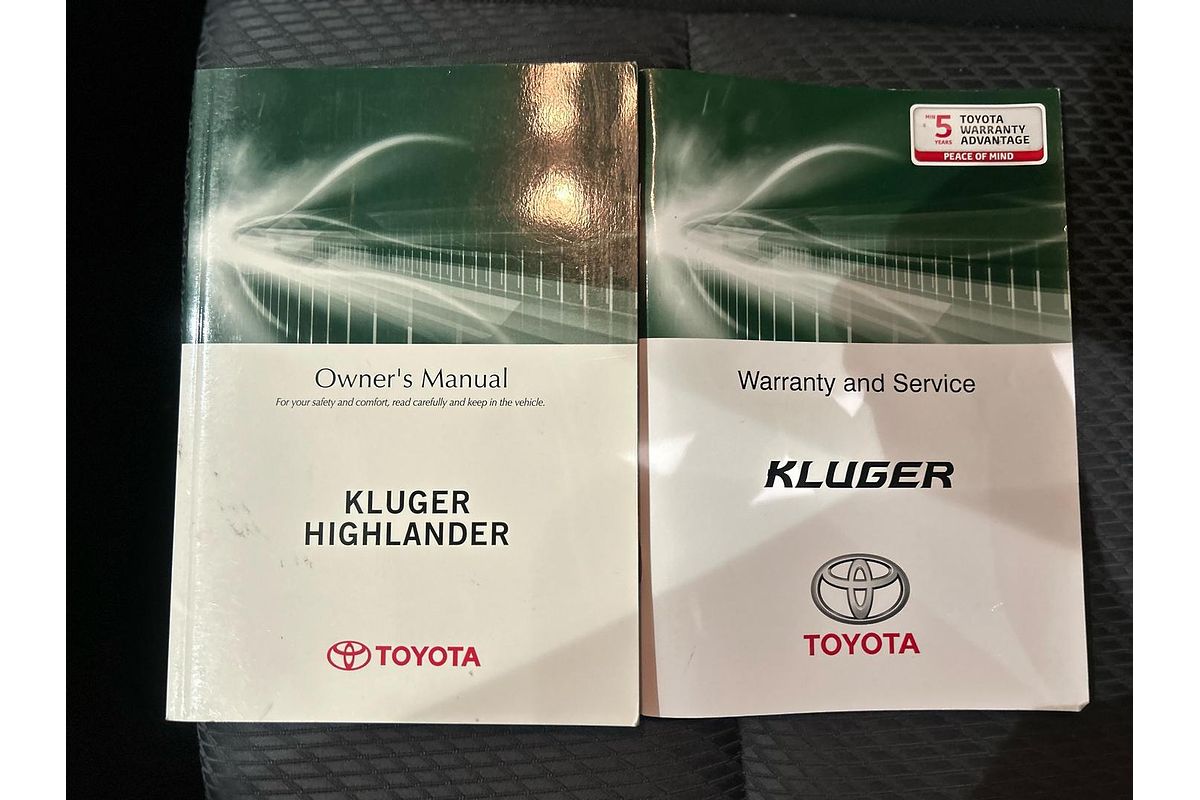 Owner's Manual
For your safety and comfort, read carefully and keep in the vehicle.
KLUGER
HIGHLANDER
TOYOTA
MIN 5 YEARS
TOYOTA
WARRANTY
ADVANTAGE
PEACE OF MIND
Warranty and Service
KLUGER
TOYOTA